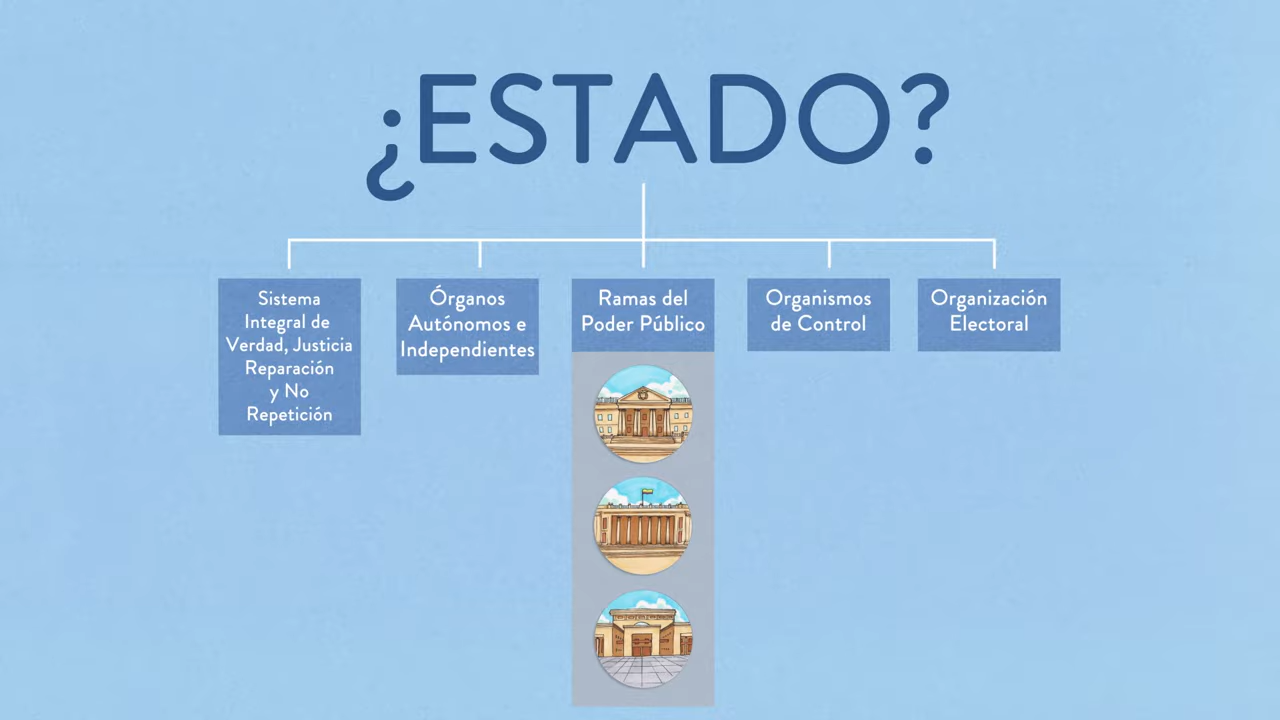 ¿ESTADO?
Sistema
Integral de
Verdad, Justicia
Reparación
y No
Repetición
Órganos
Autónomos e
Independientes
Ramas del
Poder Público
Organismos
de Control
Organización
Electoral